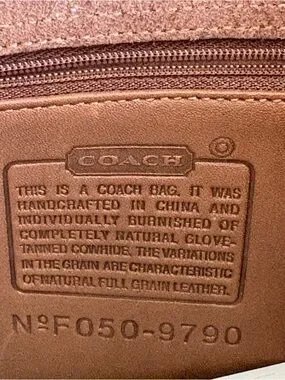 COACH ®
THIS IS A COACH BAG. IT WAS
HANDCRAFTED IN CHINA AND
INDIVIDUALLY BURNISHED OF
COMPLETELY NATURAL GLOVE-
TANNED COWHIDE. THE VARIATIONS
IN THE GRAIN ARE CHARACTERISTIC
OF NATURAL FULL GRAIN LEATHER.
NºF050-9790